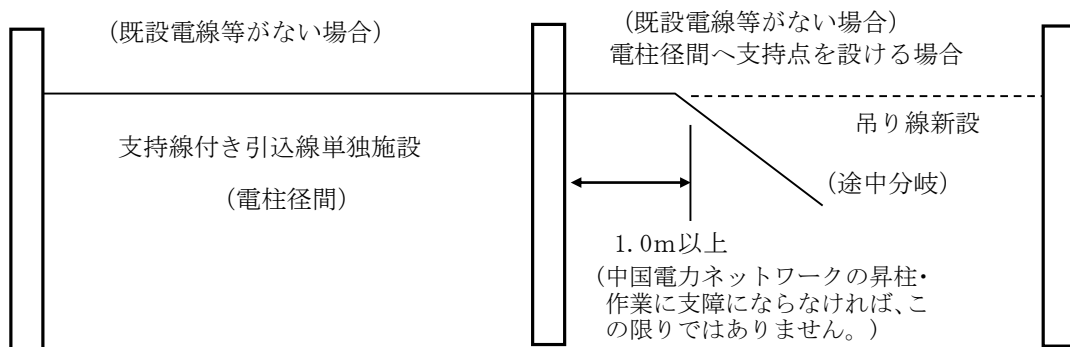 （既設電線等がない場合）
支持線付き引込線単独施設
（電柱径間）
（既設電線等がない場合）
電柱径間へ支持点を設ける場合
吊り線新設
（途中分岐）
1.0m以上
（中国電力ネットワークの昇柱・
作業に支障にならなければ、こ
の限りではありません。）